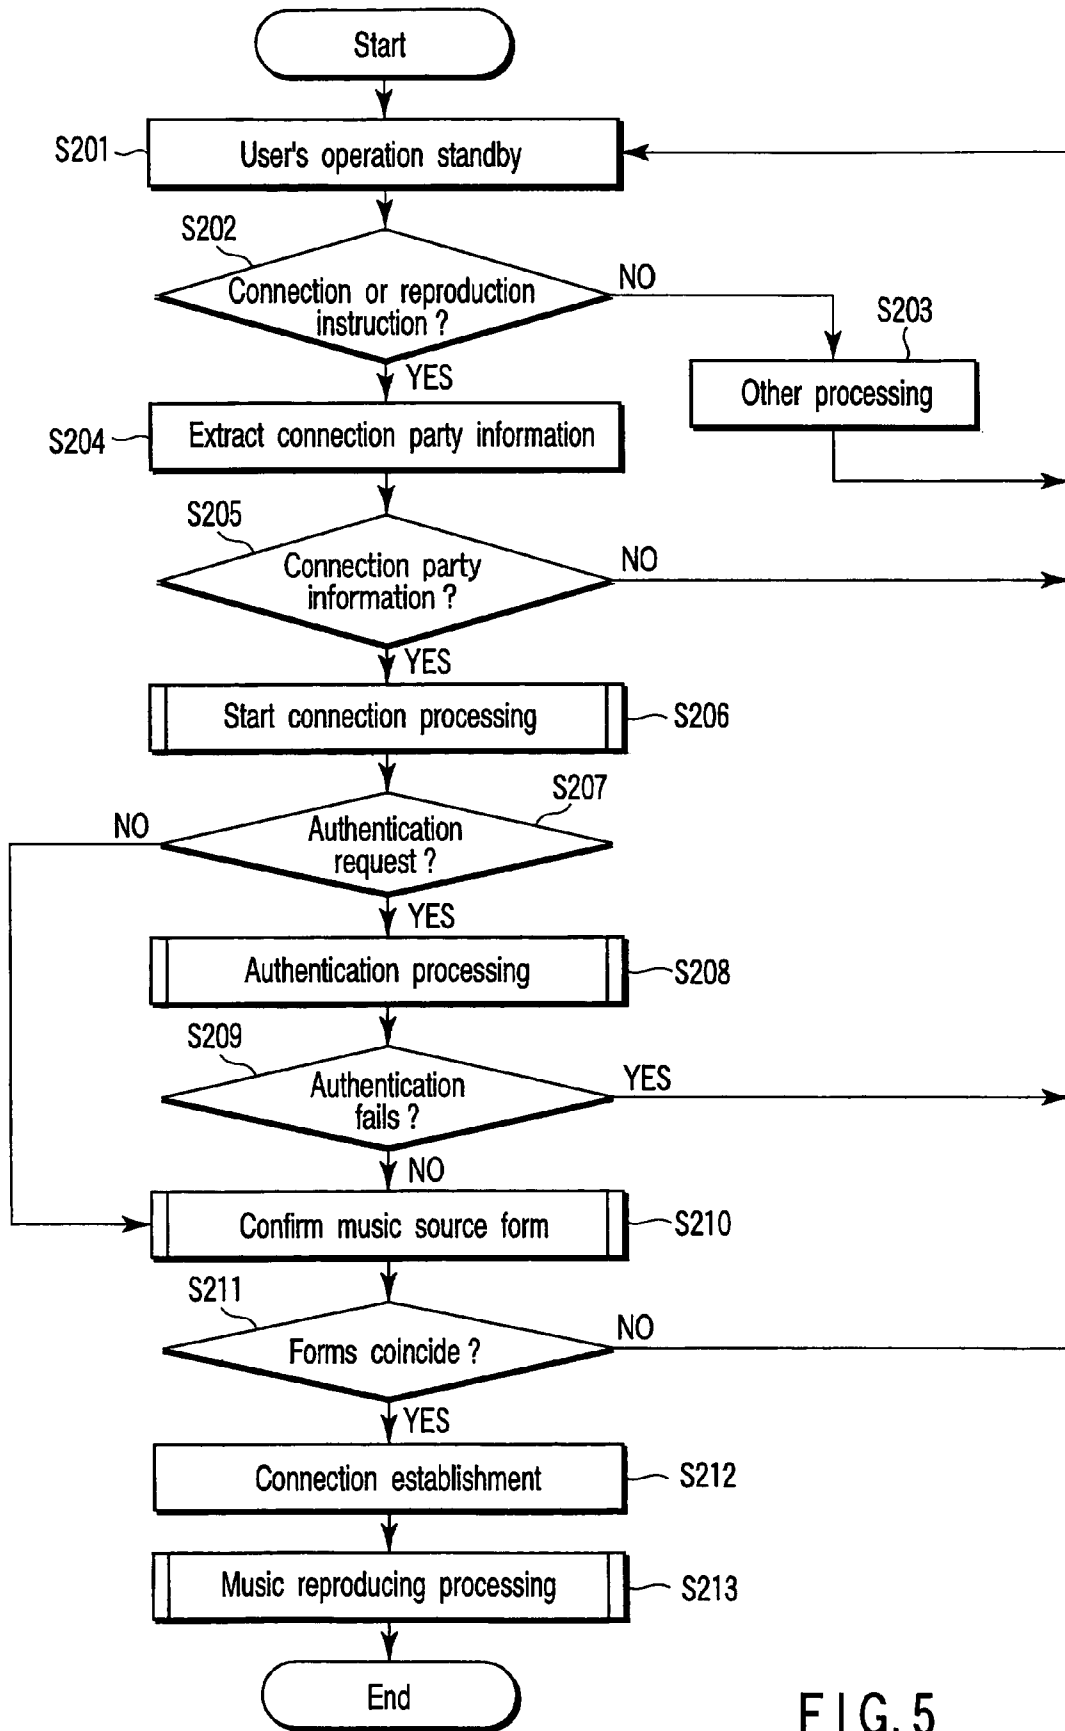 Start
S201
User's operation standby
S202
Connection or reproduction
instruction ?
NO
S203
Other processing
YES
S204
Extract connection party information
S205
Connection party
information ?
NO
YES
Start connection processing
S206
S207
NO
Authentication
request ?
YES
Authentication processing
S208
S209
Authentication
fails ?
YES
NO
Confirm music source form
S210
S211
Forms coincide ?
NO
YES
Connection establishment
S212
Music reproducing processing
S213
End
FIG. 5